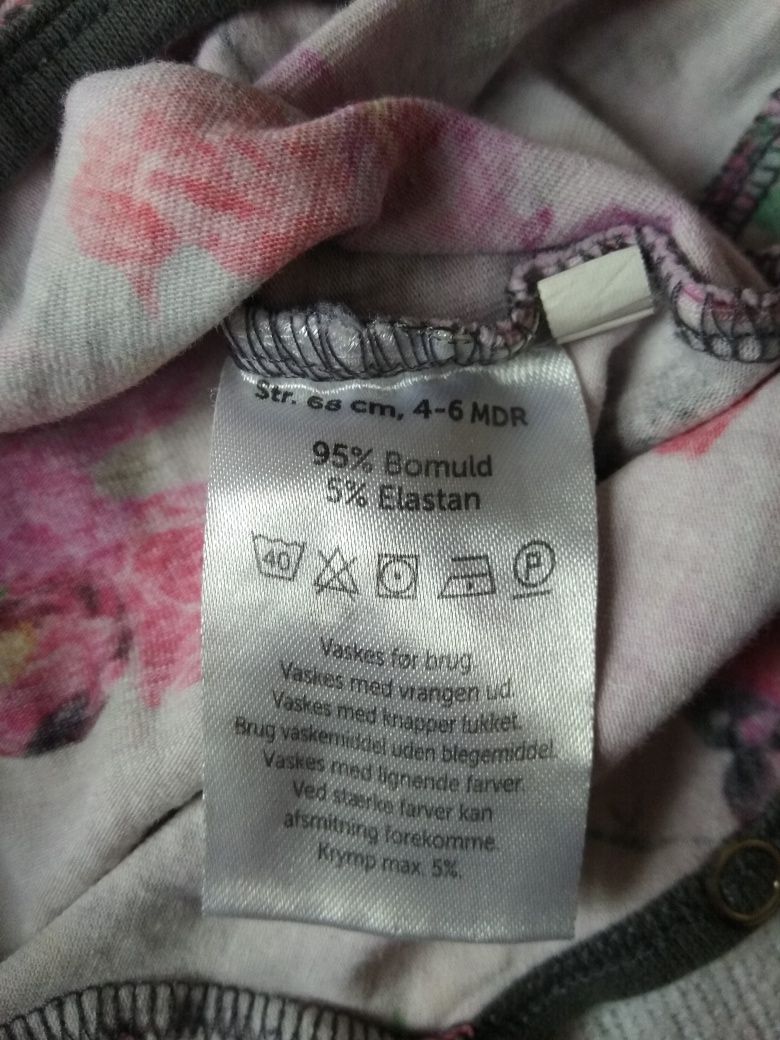 Str. 68 cm, 4-6 MDR
95% Bomuld
5% Elastan
40 P
Vaskes før brug.
Vaskes med vrangen ud.
Vaskes med knapper lukket.
Brug vaskemiddel uden blegemiddel.
Vaskes med lignende farver.
Ved stærke farver kan
afsmitning forekomme.
Krymp max. 5%.